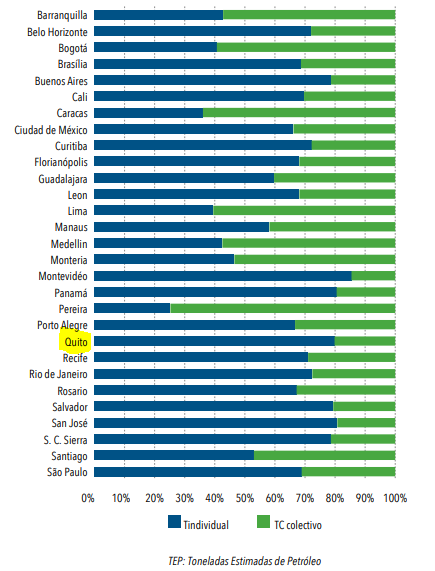 Barranquilla
Belo Horizonte
Bogotá
Brasília
Buenos Aires
Cali
Caracas
Ciudad de México
Curitiba
Florianópolis
Guadalajara
Leon
Lima
Manaus
Medellin
Monteria
Montevidéo
Panamá
Pereira
Porto Alegre
Quito
Recife
Rio de Janeiro
Rosario
Salvador
San José
S. C. Sierra
Santiago
São Paulo
0% 10% 20% 30% 40% 50% 60% 70% 80% 90% 100%
Tindividual TC colectivo
TEP: Toneladas Estimadas de Petróleo